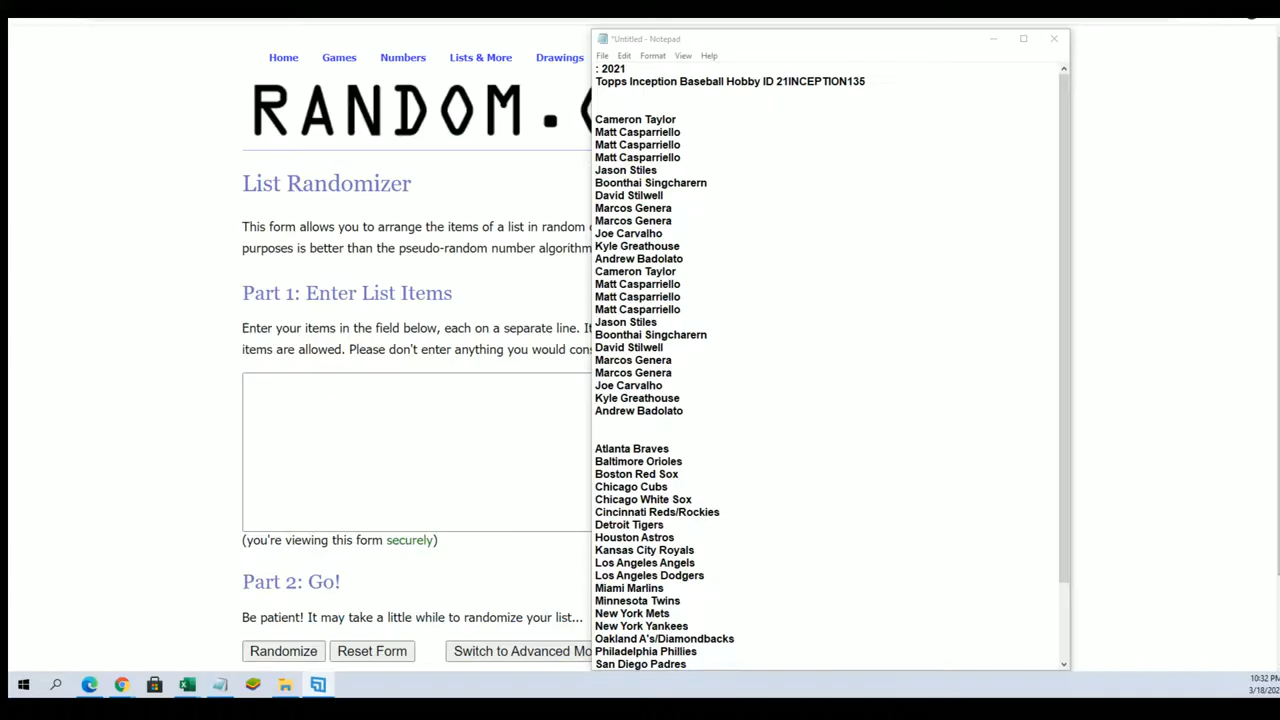 *Untitled - Notepad
File Edit Format View Help
: 2021
Topps Inception Baseball Hobby ID 21INCEPTION135
Cameron Taylor
Matt Casparriello
Matt Casparriello
Matt Casparriello
Jason Stiles
Boonthai Singcharern
David Stilwell
Marcos Genera
Marcos Genera
Joe Carvalho
Kyle Greathouse
Andrew Badolato
Cameron Taylor
Matt Casparriello
Matt Casparriello
Matt Casparriello
Jason Stiles
Boonthai Singcharern
David Stilwell
Marcos Genera
Marcos Genera
Joe Carvalho
Kyle Greathouse
Andrew Badolato
Atlanta Braves
Baltimore Orioles
Boston Red Sox
Chicago Cubs
Chicago White Sox
Cincinnati Reds/Rockies
Detroit Tigers
Houston Astros
Kansas City Royals
Los Angeles Angels
Los Angeles Dodgers
Miami Marlins
Minnesota Twins
New York Mets
New York Yankees
Oakland A's/Diamondbacks
Philadelphia Phillies
San Diego Padres
Home Games Numbers Lists & More Drawings
RANDOM.
List Randomizer
This form allows you to arrange the items of a list in random
purposes is better than the pseudo-random number algorithm
Part 1: Enter List Items
Enter your items in the field below, each on a separate line.
items are allowed. Please don't enter anything you would
(you're viewing this form securely)
Part 2: Go!
Be patient! It may take a little while to randomize your list...
Randomize Reset Form Switch to Advanced
10:32 PM